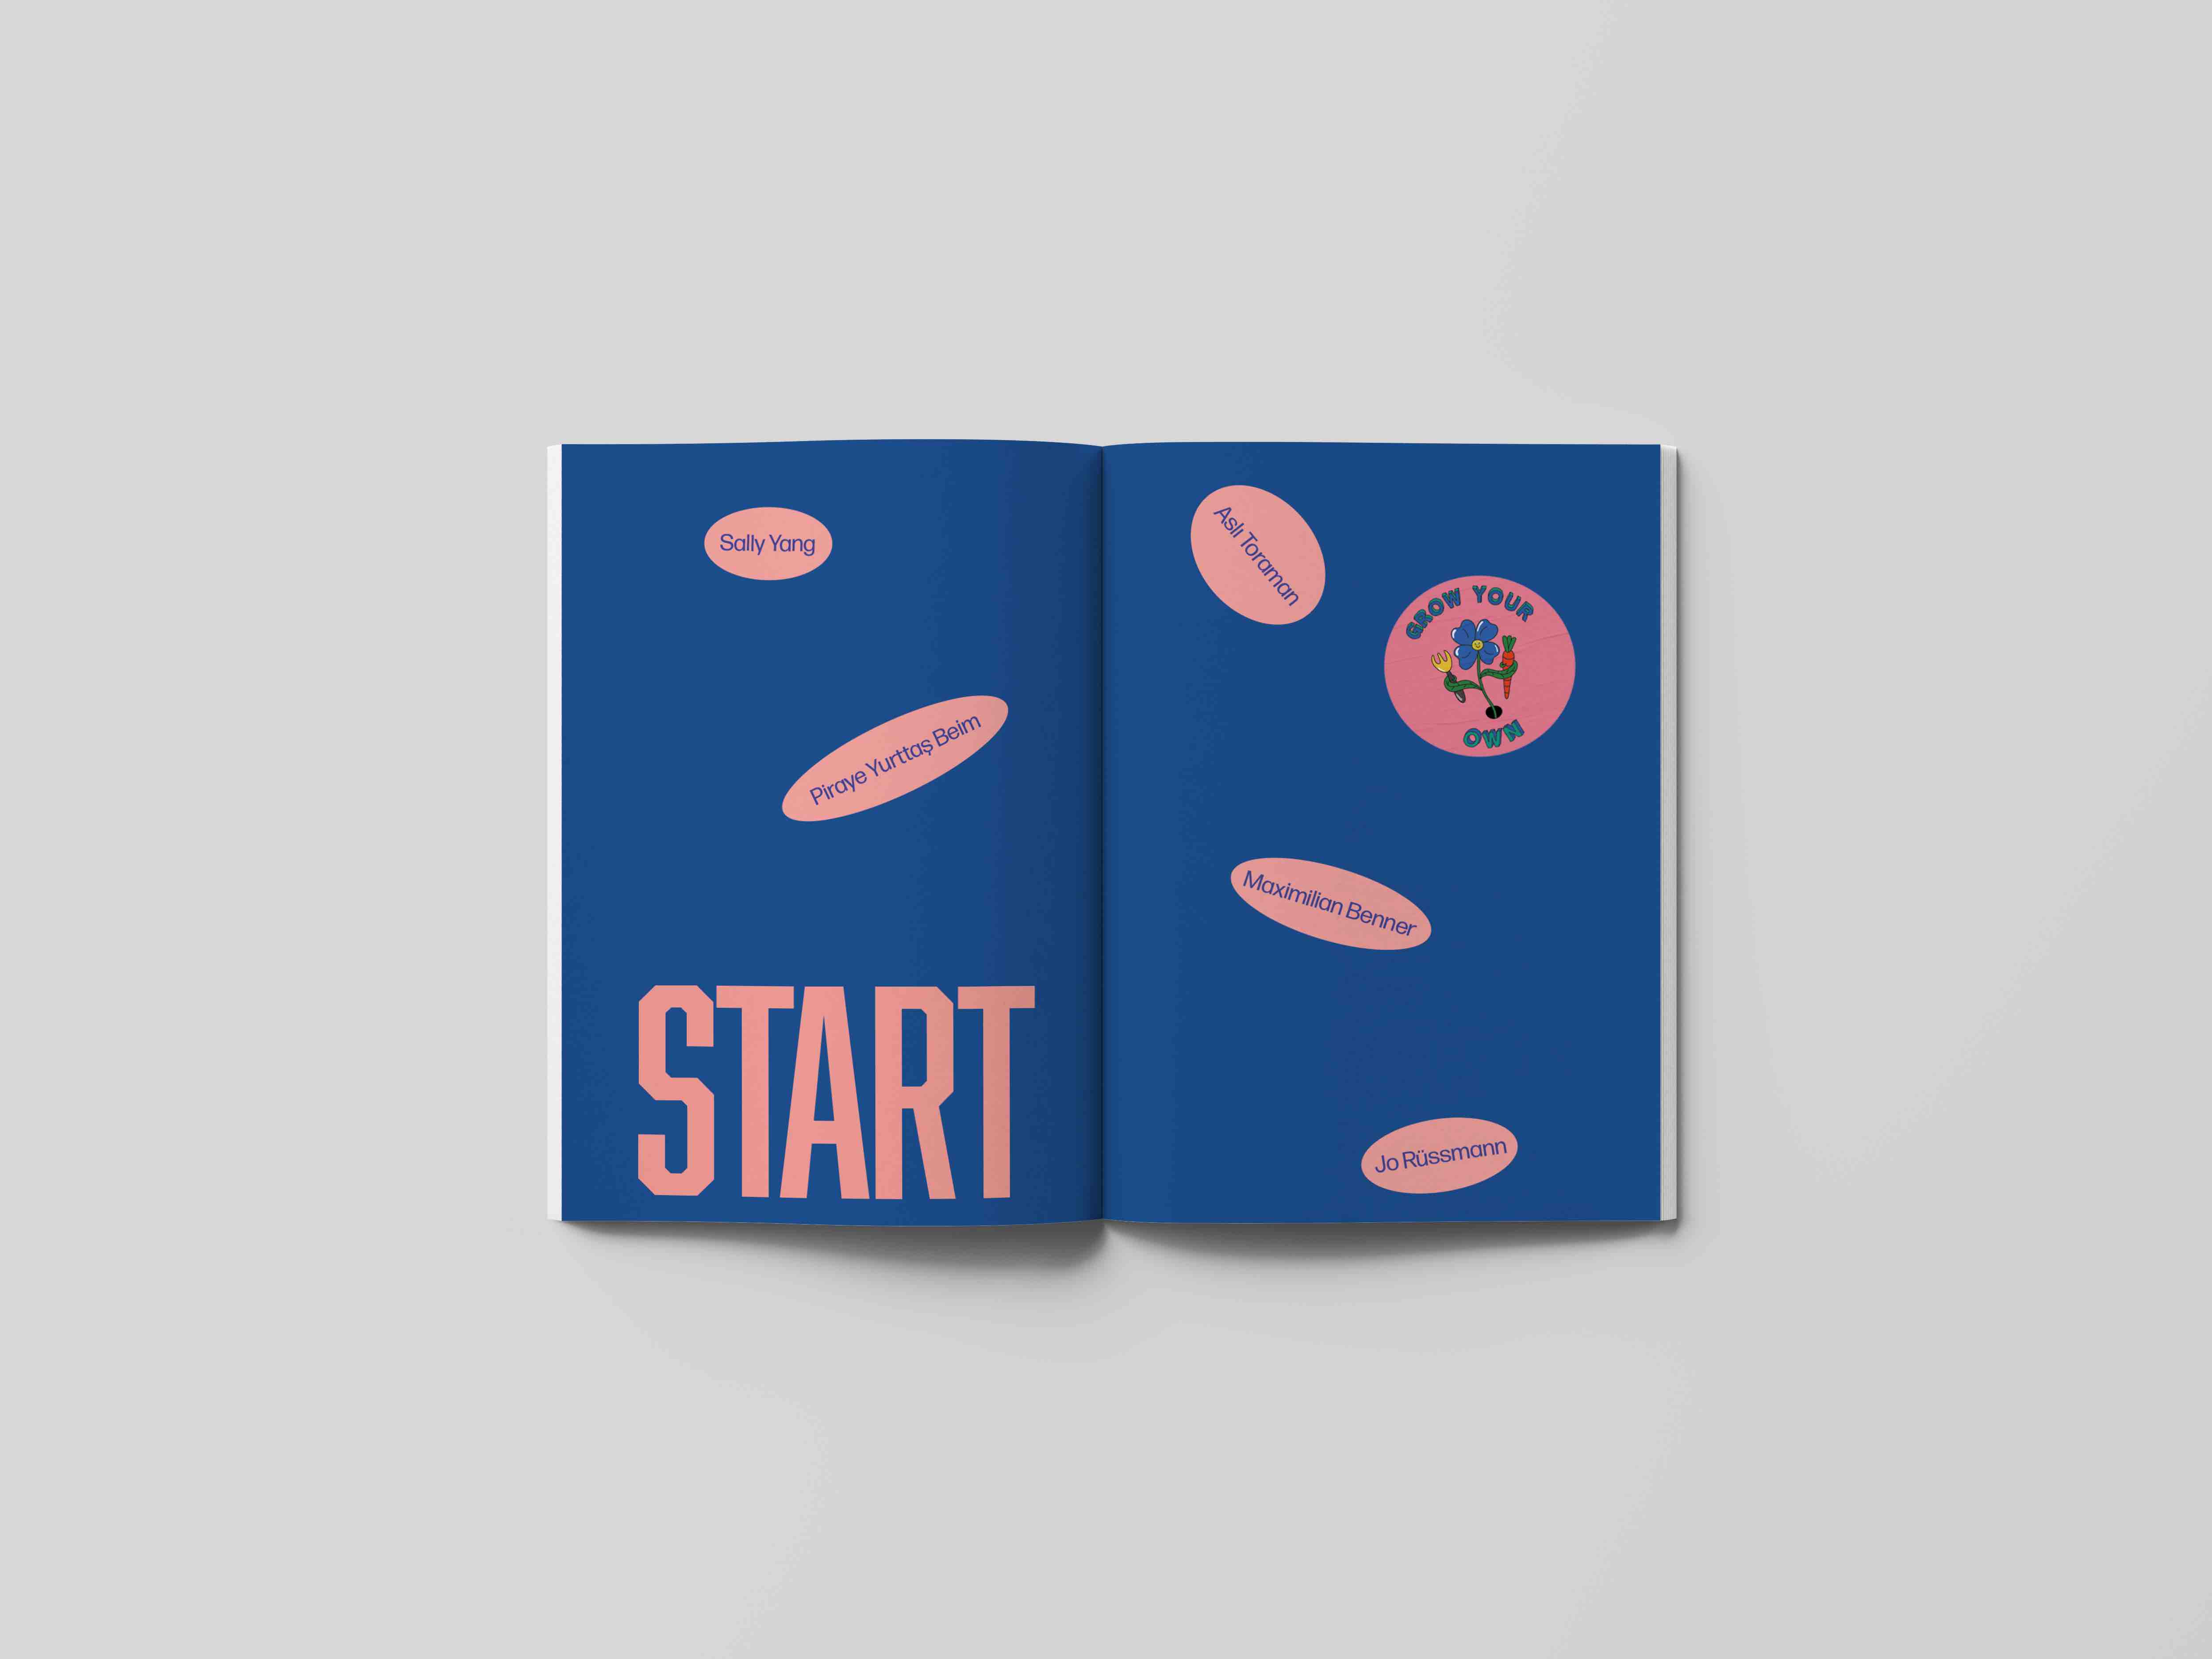 Sally Yang
Piraye Yurttaş Beim
START
Aslı Toraman
GROW YOUR
OWN
Maximilian Benner
Jo Rüssmann